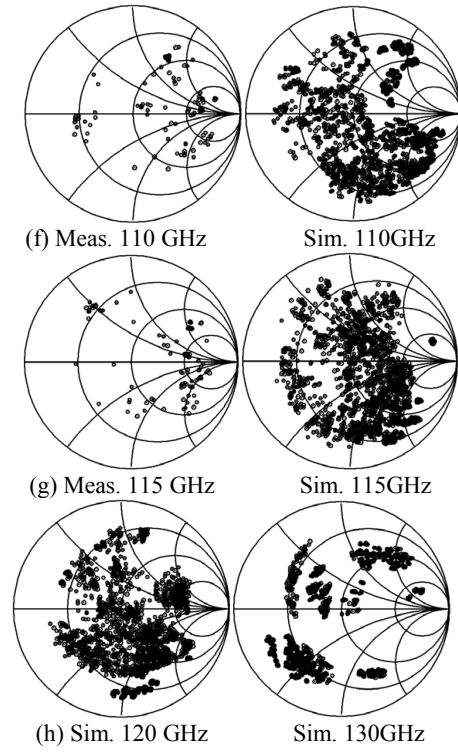 (f) Meas. 110 GHz Sim. 110GHz
(g) Meas. 115 GHz Sim. 115GHz
(h) Sim. 120 GHz Sim. 130GHz